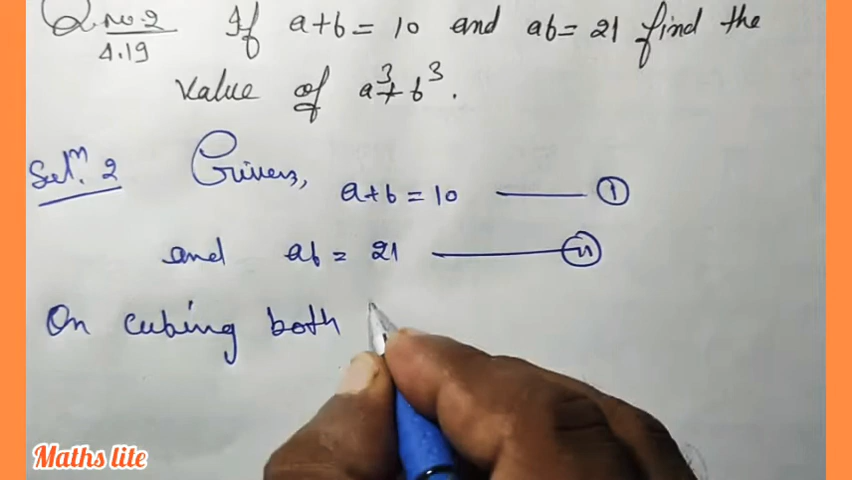 Q.no.2 If a+b = 10 and ab = 21 find the
4.19
value of a³+b³.
Solⁿ. 2 Given, a+b = 10 —— ①
and ab = 21 —— ⑪
On cubing both
Maths lite